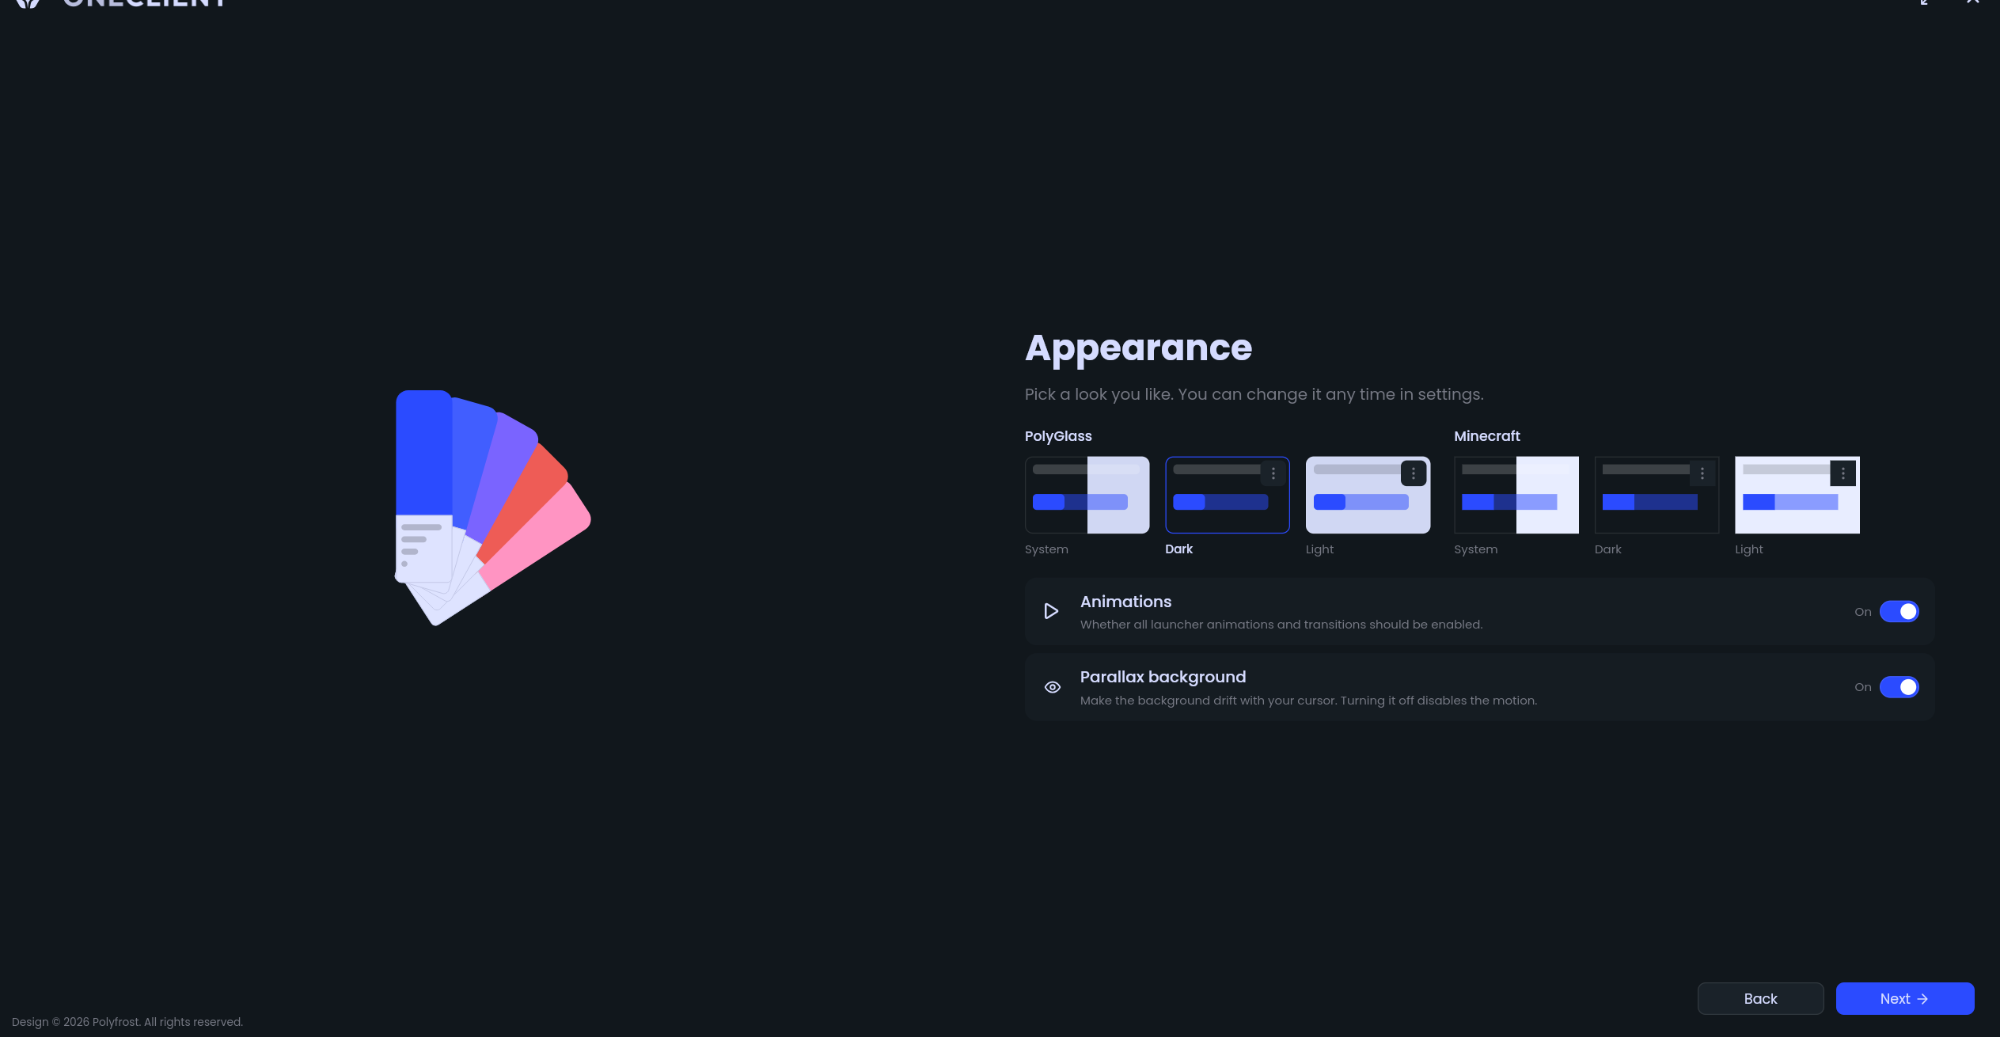 ONECLIENT
Appearance
Pick a look you like. You can change it any time in settings.
PolyGlass
System
Dark
Light
Minecraft
System
Dark
Light
Animations
Whether all launcher animations and transitions should be enabled.
On
Parallax background
Make the background drift with your cursor. Turning it off disables the motion.
On
Back
Next
Design © 2026 Polyfrost. All rights reserved.